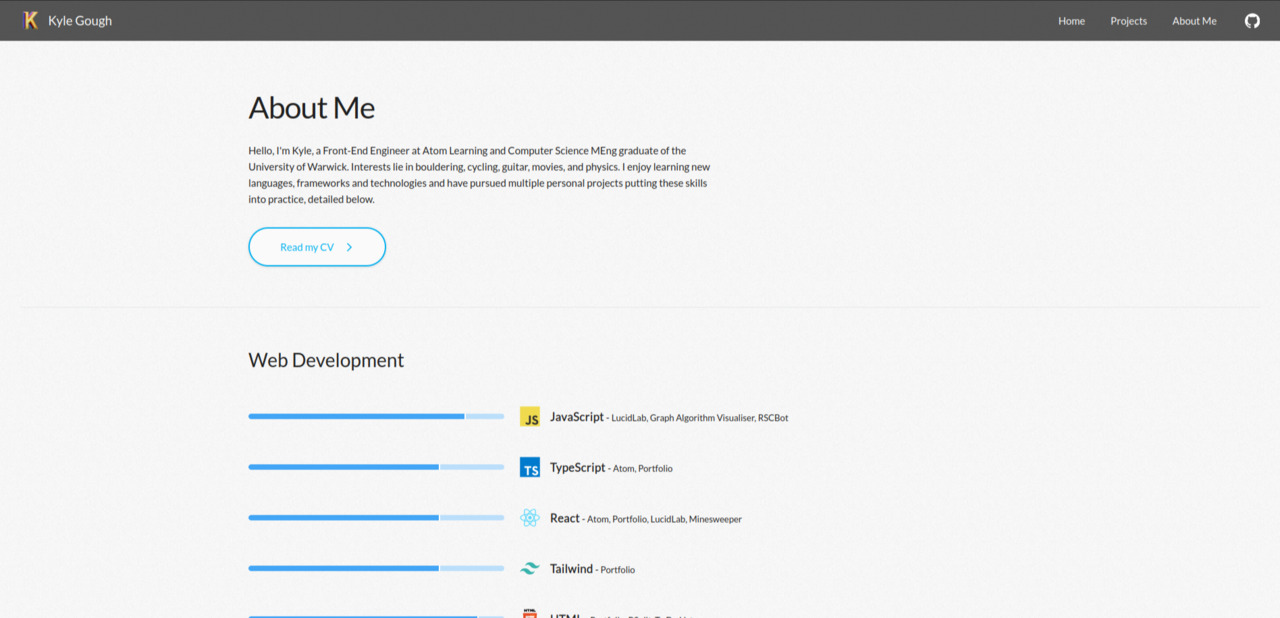 Kyle Gough
Home
Projects
About Me
About Me
Hello, I'm Kyle, a Front-End Engineer at Atom Learning and Computer Science MEng graduate of the
University of Warwick. Interests lie in bouldering, cycling, guitar, movies, and physics. I enjoy learning new
languages, frameworks and technologies and have pursued multiple personal projects putting these skills
into practice, detailed below.
Read my CV
Web Development
JS JavaScript - LucidLab, Graph Algorithm Visualiser, RSCBot
TS TypeScript - Atom, Portfolio
React - Atom, Portfolio, LucidLab, Minesweeper
Tailwind - Portfolio
HTML